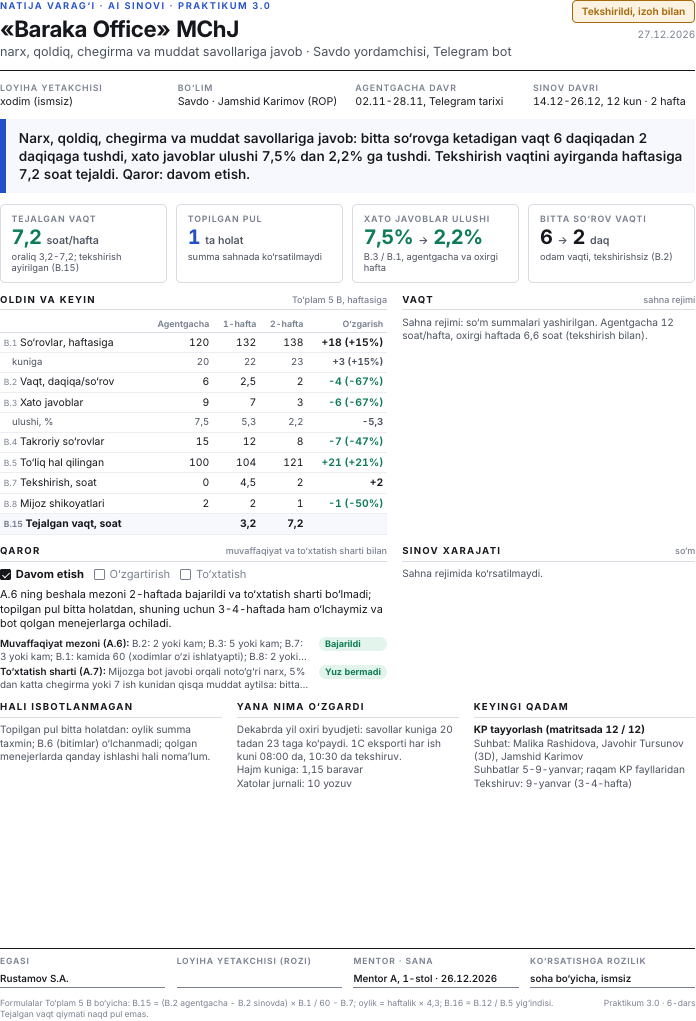 NATIJA VARAG‘I · AI SINOVI · PRAKTIKUM 3.0
Tekshirildi, izoh bilan
«Baraka Office» MChJ
27.12.2026
narx, qoldiq, chegirma va muddat savollariga javob · Savdo yordamchisi, Telegram bot
LOYIHA YETAKCHISI
xodim (ismsiz)
BO‘LIM
Savdo · Jamshid Karimov (ROP)
AGENTGACHA DAVR
02.11-28.11, Telegram tarixi
SINOV DAVRI
14.12-26.12, 12 kun · 2 hafta
Narx, qoldiq, chegirma va muddat savollariga javob: bitta so‘rovga ketadigan vaqt 6 daqiqadan 2
daqiqaga tushdi, xato javoblar ulushi 7,5% dan 2,2% ga tushdi. Tekshirish vaqtini ayirganda haftasiga
7,2 soat tejaldi. Qaror: davom etish.
TEJALGAN VAQT
7,2 soat/hafta
oraliq 3,2-7,2; tekshirish
ayirilgan (B.15)
TOPILGAN PUL
1 ta holat
summa sahnada ko‘rsatilmaydi
XATO JAVOBLAR ULUSHI
7,5% → 2,2%
B.3 / B.1, agentgacha va oxirgi
hafta
BITTA SO‘ROV VAQTI
6 → 2 daq
odam vaqti, tekshirishsiz (B.2)
OLDIN VA KEYIN To‘plam 5 B, haftasiga
Agentgacha 1-hafta 2-hafta O‘zgarish
B.1 So‘rovlar, haftasiga 120 132 138 +18 (+15%)
kuniga 20 22 23 +3 (+15%)
B.2 Vaqt, daqiqa/so‘rov 6 2,5 2 -4 (-67%)
B.3 Xato javoblar 9 7 3 -6 (-67%)
ulushi, % 7,5 5,3 2,2 -5,3
B.4 Takroriy so‘rovlar 15 12 8 -7 (-47%)
B.5 To‘liq hal qilingan 100 104 121 +21 (+21%)
B.7 Tekshirish, soat 0 4,5 2 +2
B.8 Mijoz shikoyatlari 2 2 1 -1 (-50%)
B.15 Tejalgan vaqt, soat 3,2 7,2
VAQT sahna rejimi
Sahna rejimi: so‘m summalari yashirilgan. Agentgacha 12
soat/hafta, oxirgi haftada 6,6 soat (tekshirish bilan).
QAROR muvaffaqiyat va to‘xtatish sharti bilan
Davom etish O‘zgartirish To‘xtatish
A.6 ning beshala mezoni 2-haftada bajarildi va to‘xtatish sharti bo‘lmadi;
topilgan pul bitta holatdan, shuning uchun 3-4-haftada ham o‘lchaymiz va
bot qolgan menejerlarga ochiladi.
Muvaffaqiyat mezoni (A.6): B.2: 2 yoki kam; B.3: 5 yoki kam; B.7:
3 yoki kam; B.1: kamida 60 (xodimlar o‘zi ishlatyapti); B.8: 2 yoki...
Bajarildi
To‘xtatish sharti (A.7): Mijozga bot javobi orqali noto‘g‘ri narx, 5%
dan katta chegirma yoki 7 ish kunidan qisqa muddat aytilsa: bitta...
Yuz bermadi
SINOV XARAJATI so‘m
Sahna rejimida ko‘rsatilmaydi.
HALI ISBOTLANMAGAN
Topilgan pul bitta holatdan: oylik summa
taxmin; B.6 (bitimlar) o‘lchanmadi; qolgan
menejerlarda qanday ishlashi hali noma’lum.
YANA NIMA O‘ZGARDI
Dekabrda yil oxiri byudjeti: savollar kuniga 20
tadan 23 taga ko‘paydi. 1C eksporti har ish
kuni 08:00 da, 10:30 da tekshiruv.
Hajm kuniga: 1,15 baravar
Xatolar jurnali: 10 yozuv
KEYINGI QADAM
KP tayyorlash (matritsada 12 / 12)
Suhbat: Malika Rashidova, Javohir Tursunov
(3D), Jamshid Karimov
Suhbatlar 5-9-yanvar; raqam KP fayllaridan
Tekshiruv: 9-yanvar (3-4-hafta)
EGASI
Rustamov S.A.
LOYIHA YETAKCHISI (ROZI)
MENTOR · SANA
Mentor A, 1-stol · 26.12.2026
KO‘RSATISHGA ROZILIK
soha bo‘yicha, ismsiz
Formulalar To‘plam 5 B bo‘yicha: B.15 = (B.2 agentgacha - B.2 sinovda) × B.1 / 60 - B.7; oylik = haftalik × 4,3; B.16 = B.12 / B.5 yig‘indisi.
Tejalgan vaqt qiymati naqd pul emas.
Praktikum 3.0 · 6-dars